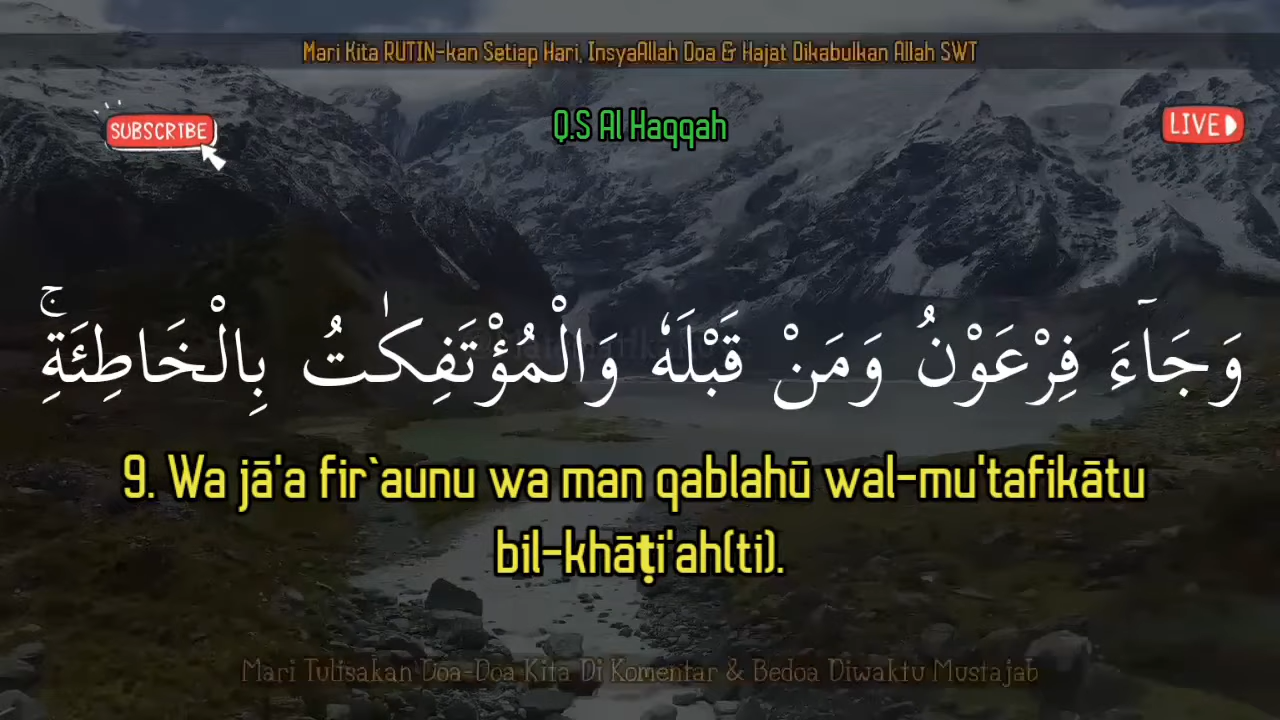 Mari Kita RUTIN-kan Setiap Hari, InsyaAllah Doa & Hajat Dikabulkan Allah SWT
SUBSCRIBE
Q.S Al Haqqah
LIVE
وَجَاۤءَ فِرْعَوْنُ وَمَنْ قَبْلَهٗ وَالْمُؤْتَفِكٰتُ بِالْخَاطِئَةِۚ
9. Wa jā'a fir`aunu wa man qablahū wal-mu'tafikātu
bil-khāṭi'ah(ti).
Mari Tulisakan Doa-Doa Kita Di Komentar & Bedoa Diwaktu Mustajab